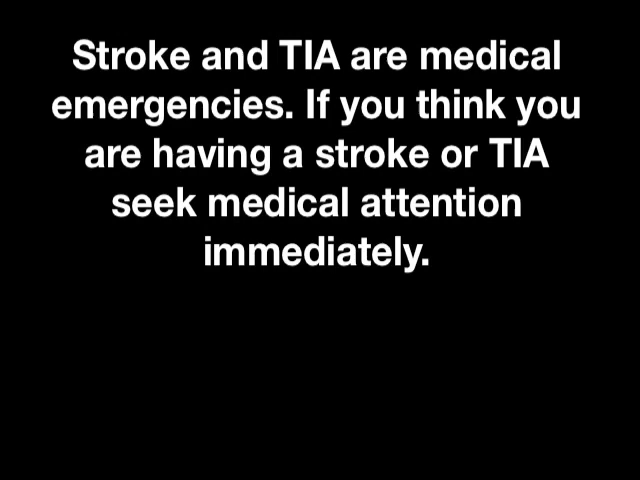 Stroke and TIA are medical
emergencies. If you think you
are having a stroke or TIA
seek medical attention
immediately.